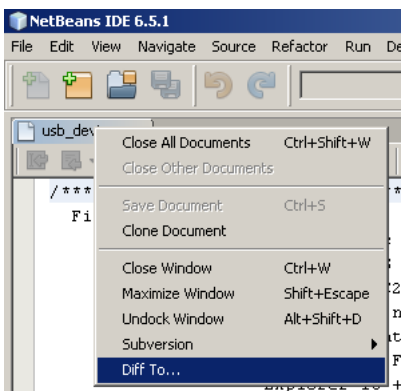 NetBeans IDE 6.5.1
File Edit View Navigate Source Refactor Run
usb_dev
Close All Documents Ctrl+Shift+W
Close Other Documents
/***
Save Document Ctrl+S
Fi
Clone Document
Close Window Ctrl+W
Maximize Window Shift+Escape
Undock Window Alt+Shift+D
Subversion
Diff To...